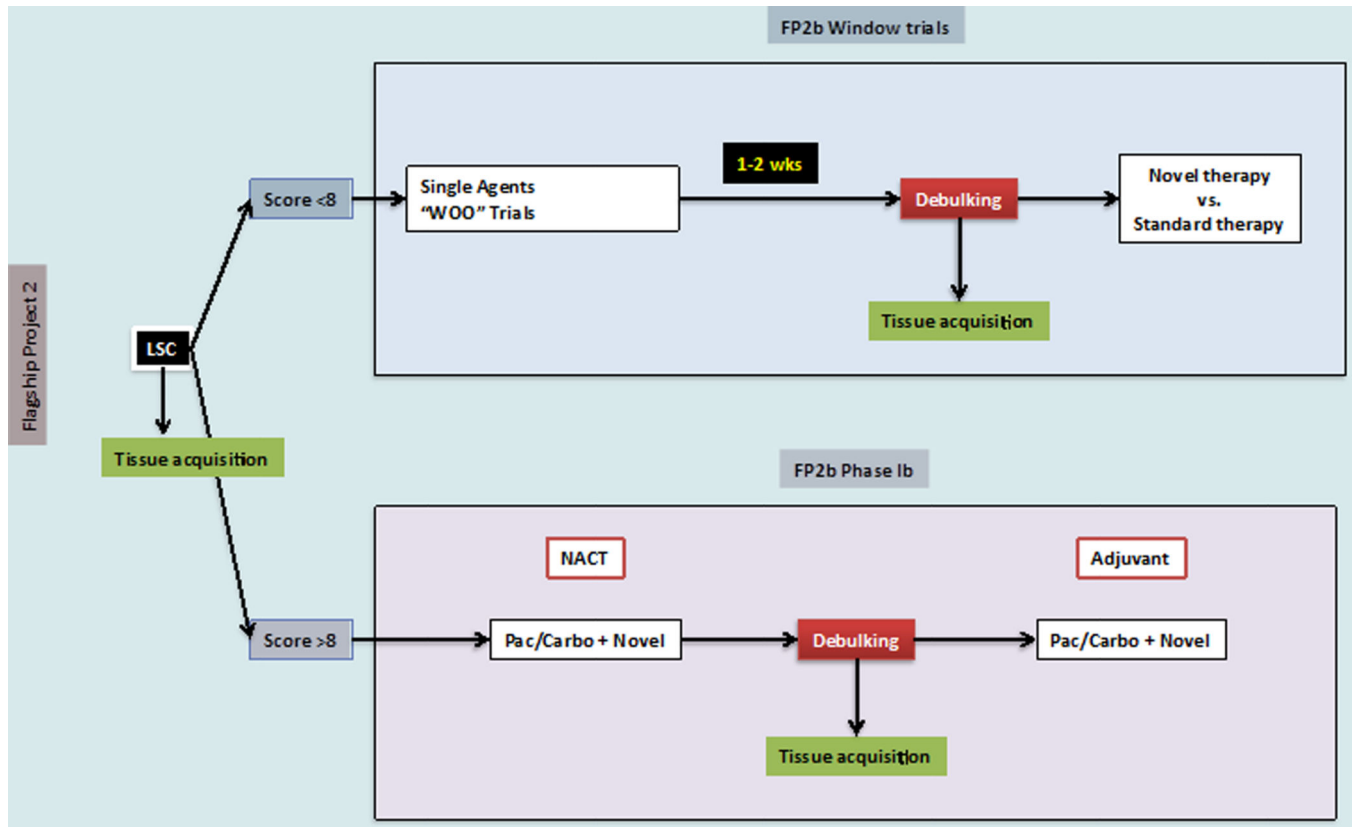 FP2b Window trials
1-2 wks
Score <8
Single Agents
“WOO” Trials
Debulking
Novel therapy
vs.
Standard therapy
Tissue acquisition
Flagship Project 2
LSC
Tissue acquisition
FP2b Phase Ib
NACT
Adjuvant
Score >8
Pac/Carbo + Novel
Debulking
Pac/Carbo + Novel
Tissue acquisition